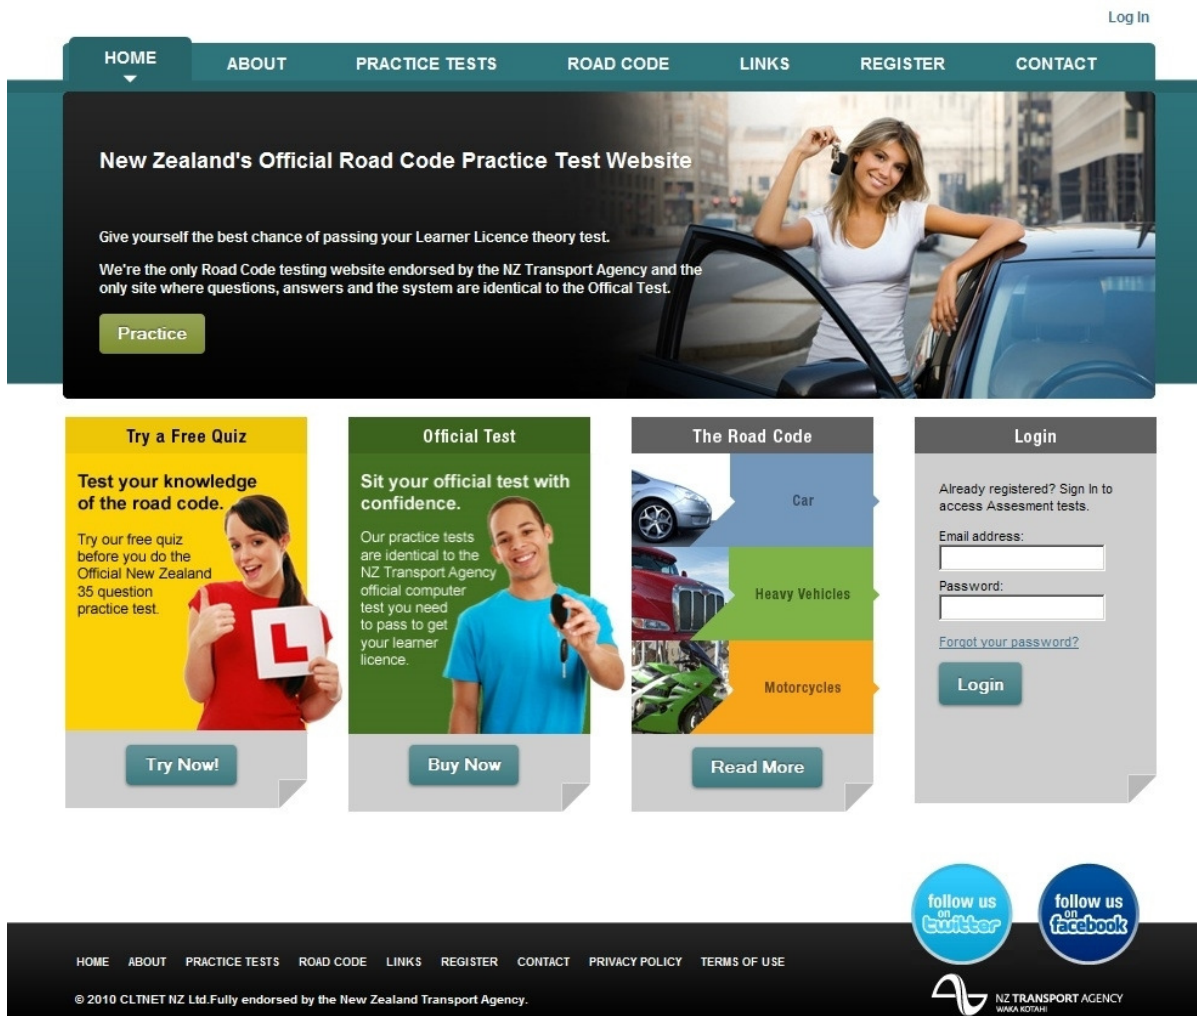 Log In
HOME
ABOUT
PRACTICE TESTS
ROAD CODE
LINKS
REGISTER
CONTACT
New Zealand's Official Road Code Practice Test Website
Give yourself the best chance of passing your Learner Licence theory test.
We're the only Road Code testing website endorsed by the NZ Transport Agency and the
only site where questions, answers and the system are identical to the Offical Test.
Practice
Try a Free Quiz
Test your knowledge
of the road code.
Try our free quiz
before you do the
Official New Zealand
35 question
practice test.
L
Try Now!
Official Test
Sit your official test with
confidence.
Our practice tests
are identical to the
NZ Transport Agency
official computer
test you need
to pass to get
your learner
licence.
Buy Now
The Road Code
Car
Heavy Vehicles
Motorcycles
Read More
Login
Already registered? Sign In to
access Assesment tests.
Email address:
Password:
Forgot your password?
Login
follow us
on
twitter
follow us
on
facebook
HOME ABOUT PRACTICE TESTS ROAD CODE LINKS REGISTER CONTACT PRIVACY POLICY TERMS OF USE
© 2010 CLTNET NZ Ltd.Fully endorsed by the New Zealand Transport Agency.
NZ TRANSPORT AGENCY
WAKA KOTAHI